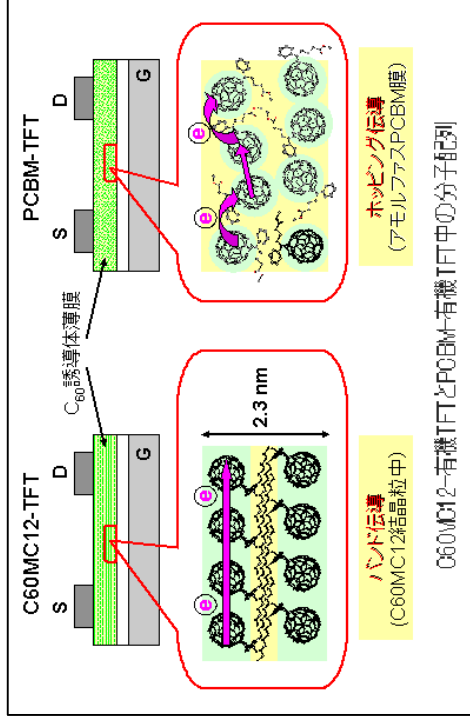 C60MC12-TFT
PCBM-TFT
S
D
G
C60誘導体薄膜
S
D
G
e
e
2.3 nm
e
e
バンド伝導
(C60MC12結晶粒中)
ホッピング伝導
(アモルファスPCBM膜)
C60MC12-有機TFTとPCBM-有機TFT中の分子配列